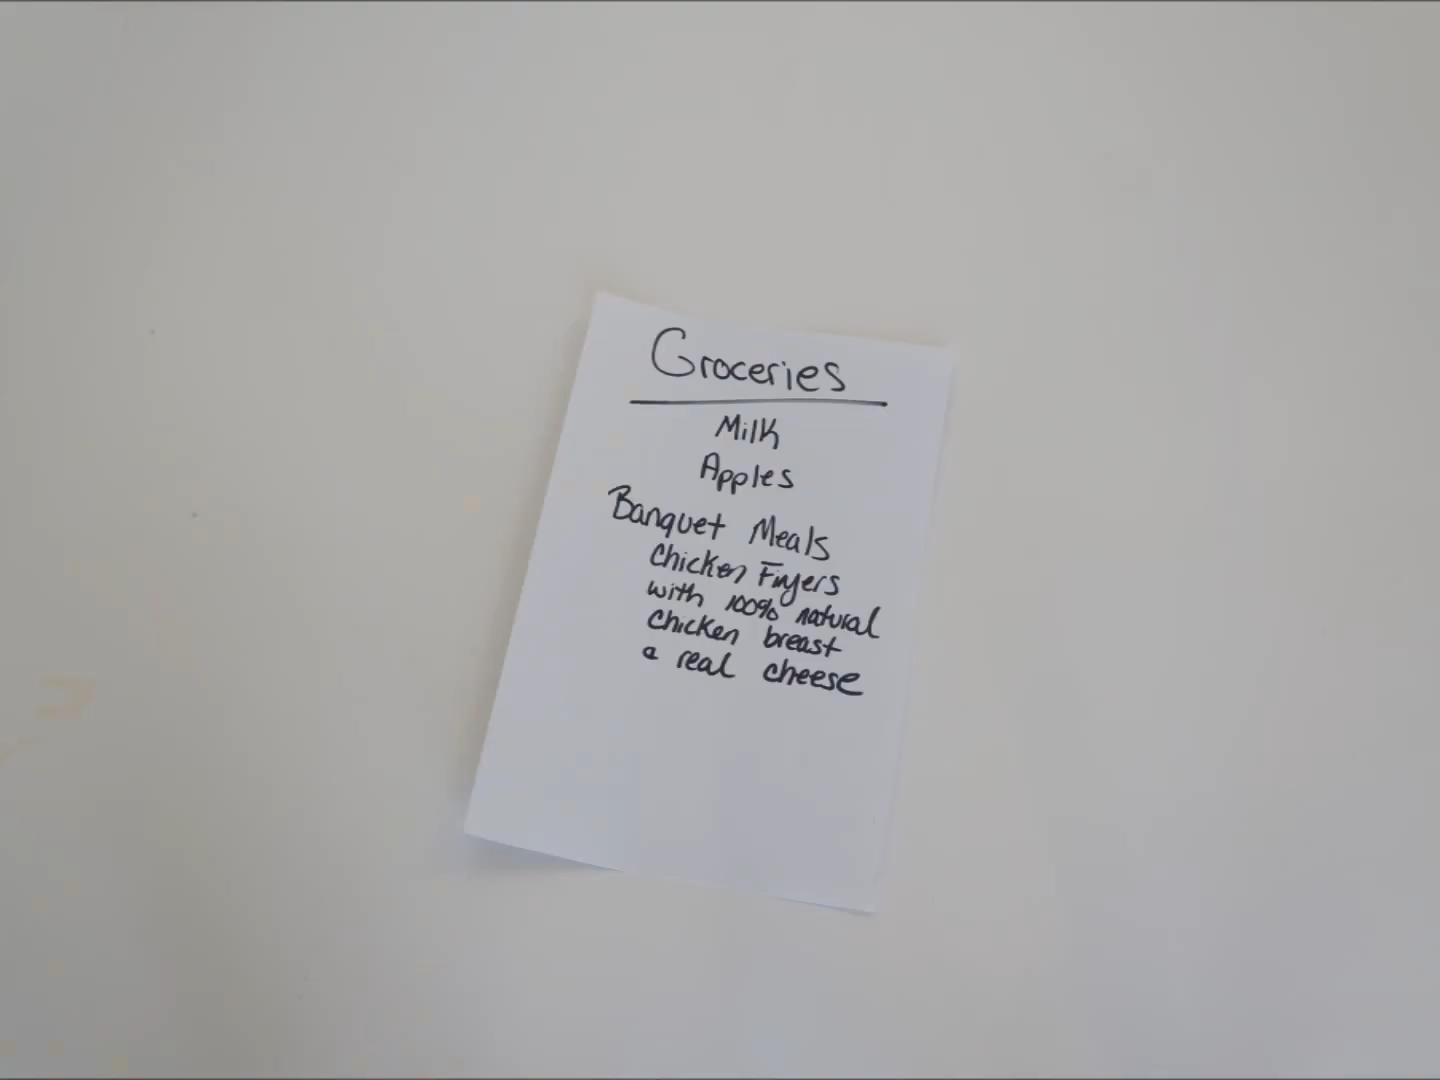 Groceries
Milk
Apples
Banquet Meals
Chicken Fingers
with 100% natural
chicken breast
& real cheese